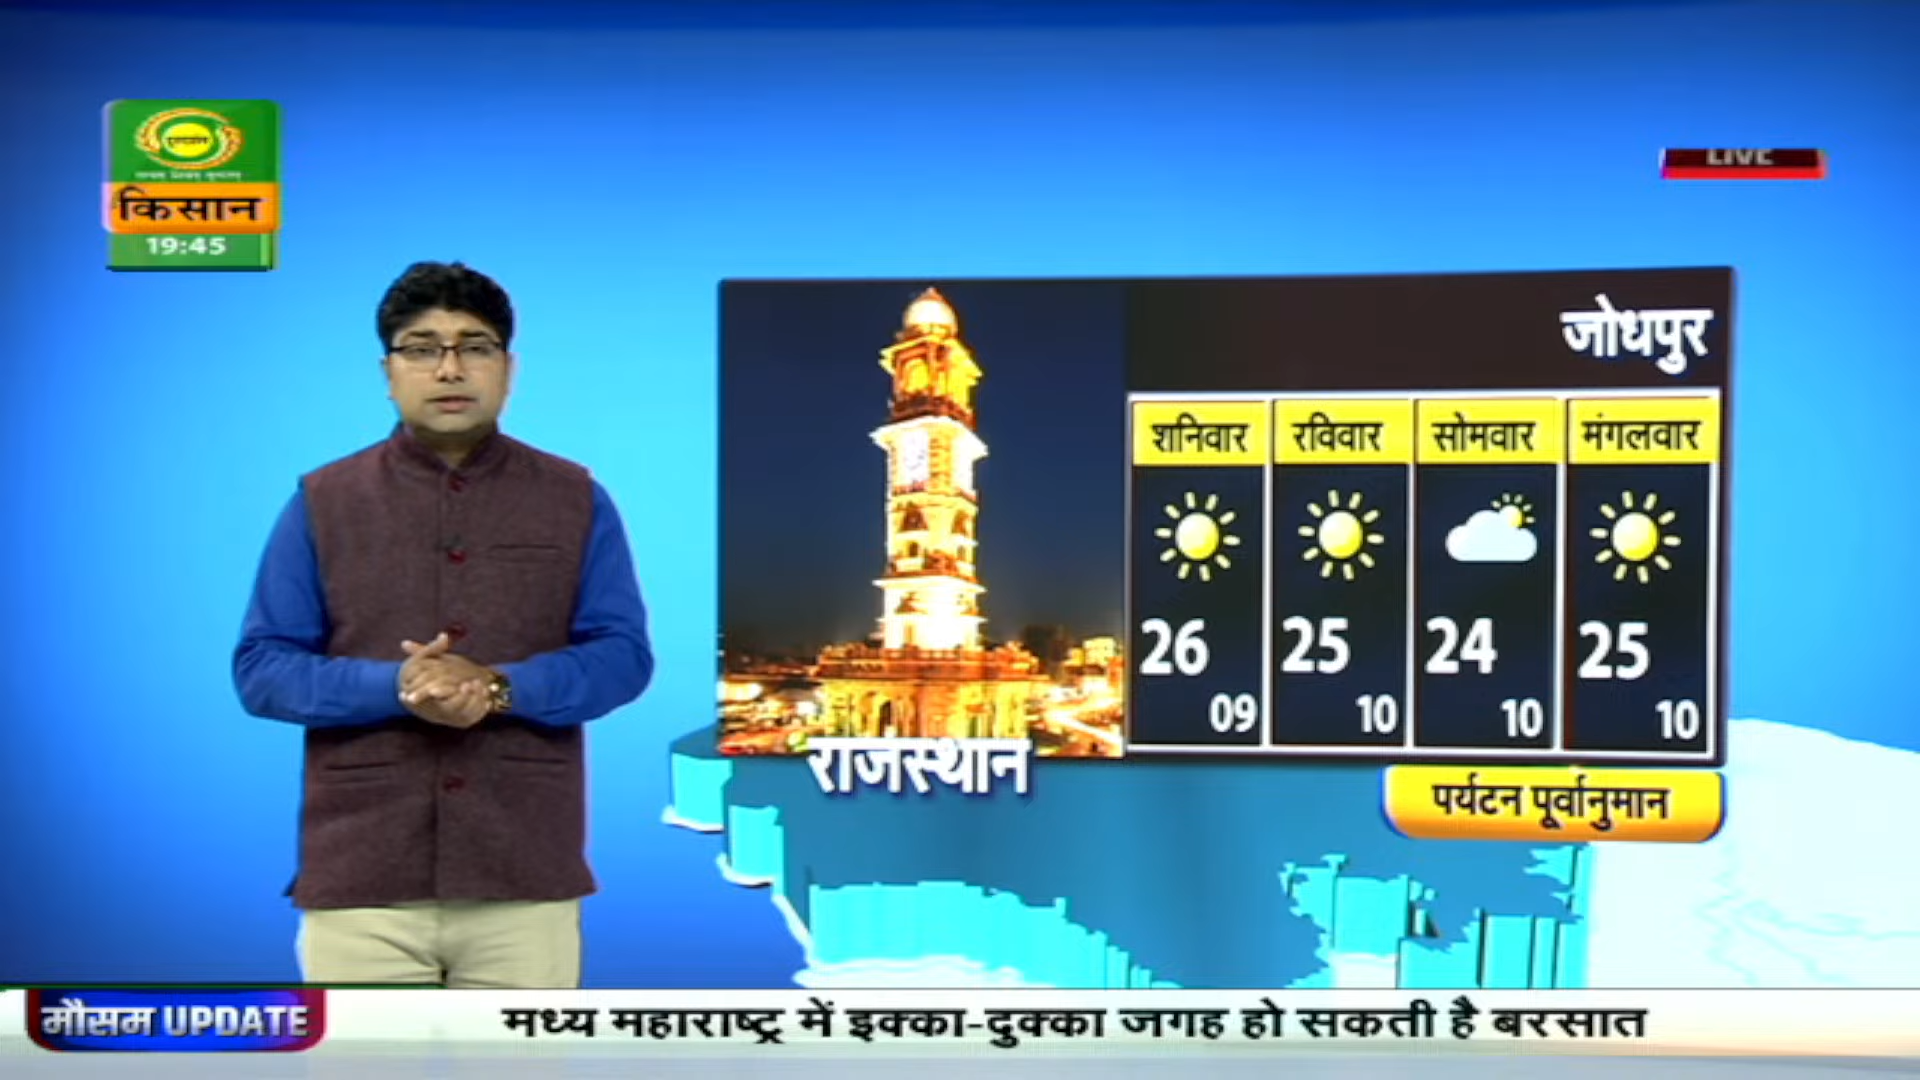 किसान
19:45
LIVE
जोधपुर
शनिवार रविवार सोमवार मंगलवार
26 25 24 25
09 10 10 10
राजस्थान
पर्यटन पूर्वानुमान
मौसम UPDATE
मध्य महाराष्ट्र में इक्का-दुक्का जगह हो सकती है बरसात